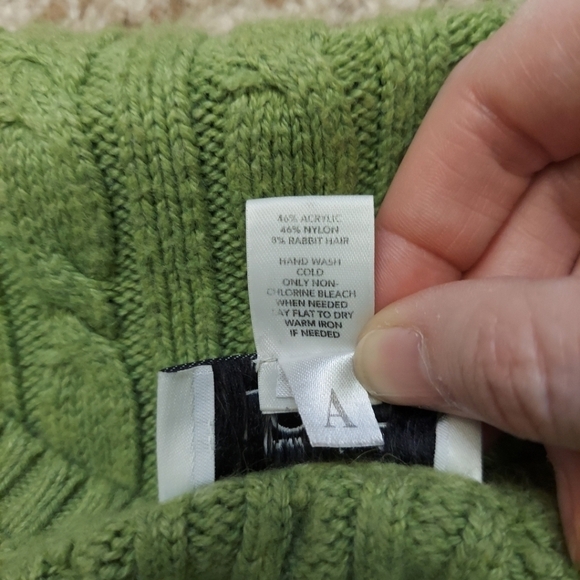 46% ACRYLIC
46% NYLON
8% RABBIT HAIR
HAND WASH
COLD
ONLY NON-
CHLORINE BLEACH
WHEN NEEDED
LAY FLAT TO DRY
WARM IRON
IF NEEDED
A